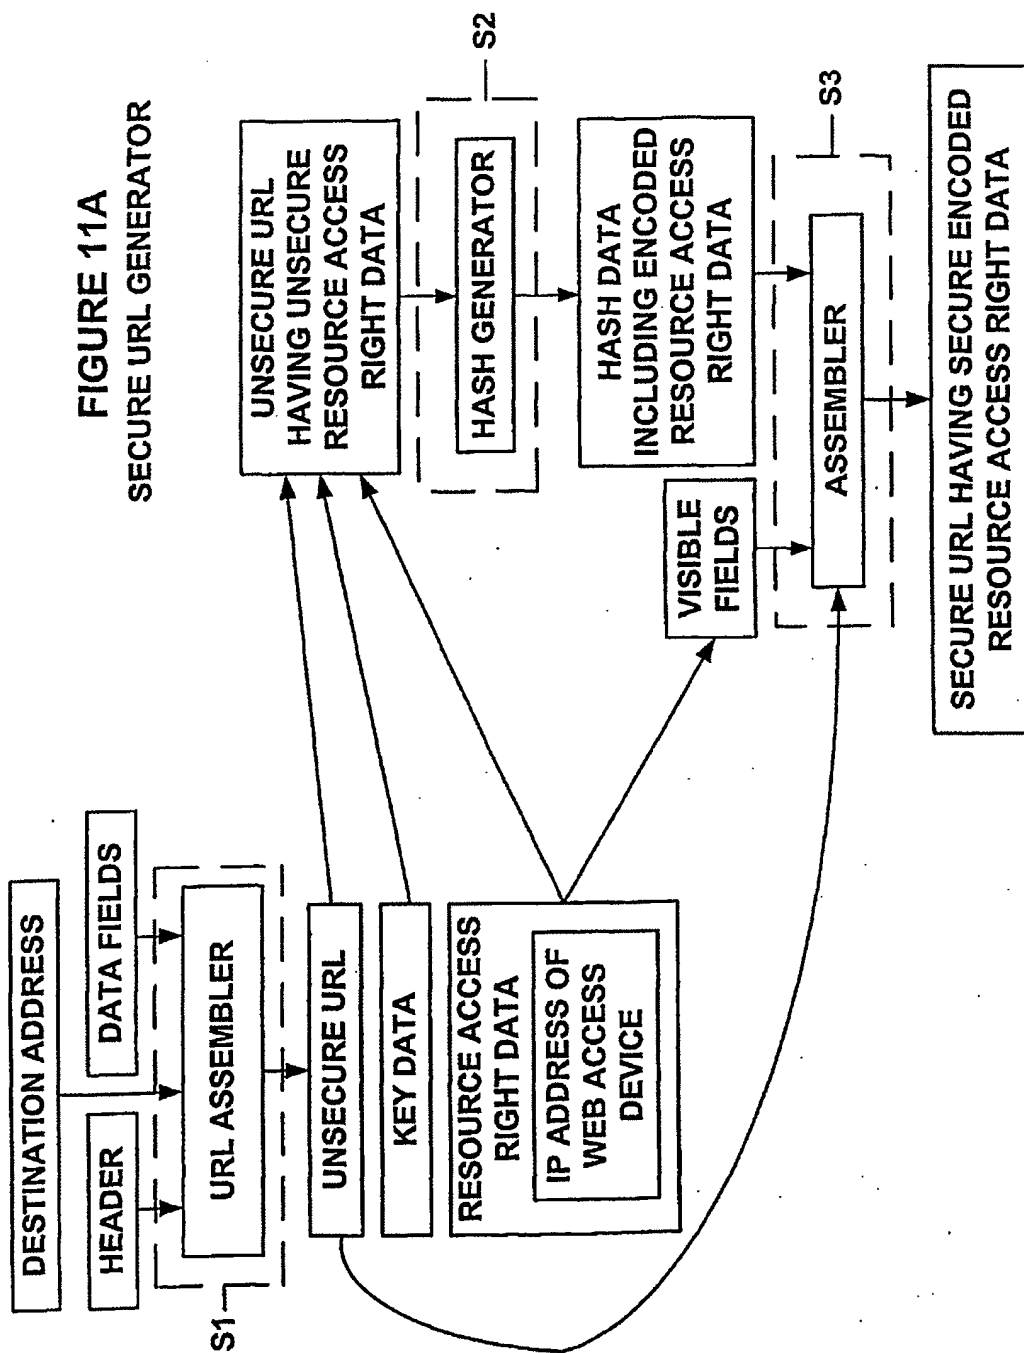 FIGURE 11A
SECURE URL GENERATOR
DESTINATION ADDRESS
HEADER
DATA FIELDS
S1
URL ASSEMBLER
UNSECURE URL
KEY DATA
RESOURCE ACCESS
RIGHT DATA
IP ADDRESS OF
WEB ACCESS
DEVICE
UNSECURE URL
HAVING UNSECURE
RESOURCE ACCESS
RIGHT DATA
HASH GENERATOR
S2
HASH DATA
INCLUDING ENCODED
RESOURCE ACCESS
RIGHT DATA
VISIBLE
FIELDS
ASSEMBLER
S3
SECURE URL HAVING SECURE ENCODED
RESOURCE ACCESS RIGHT DATA